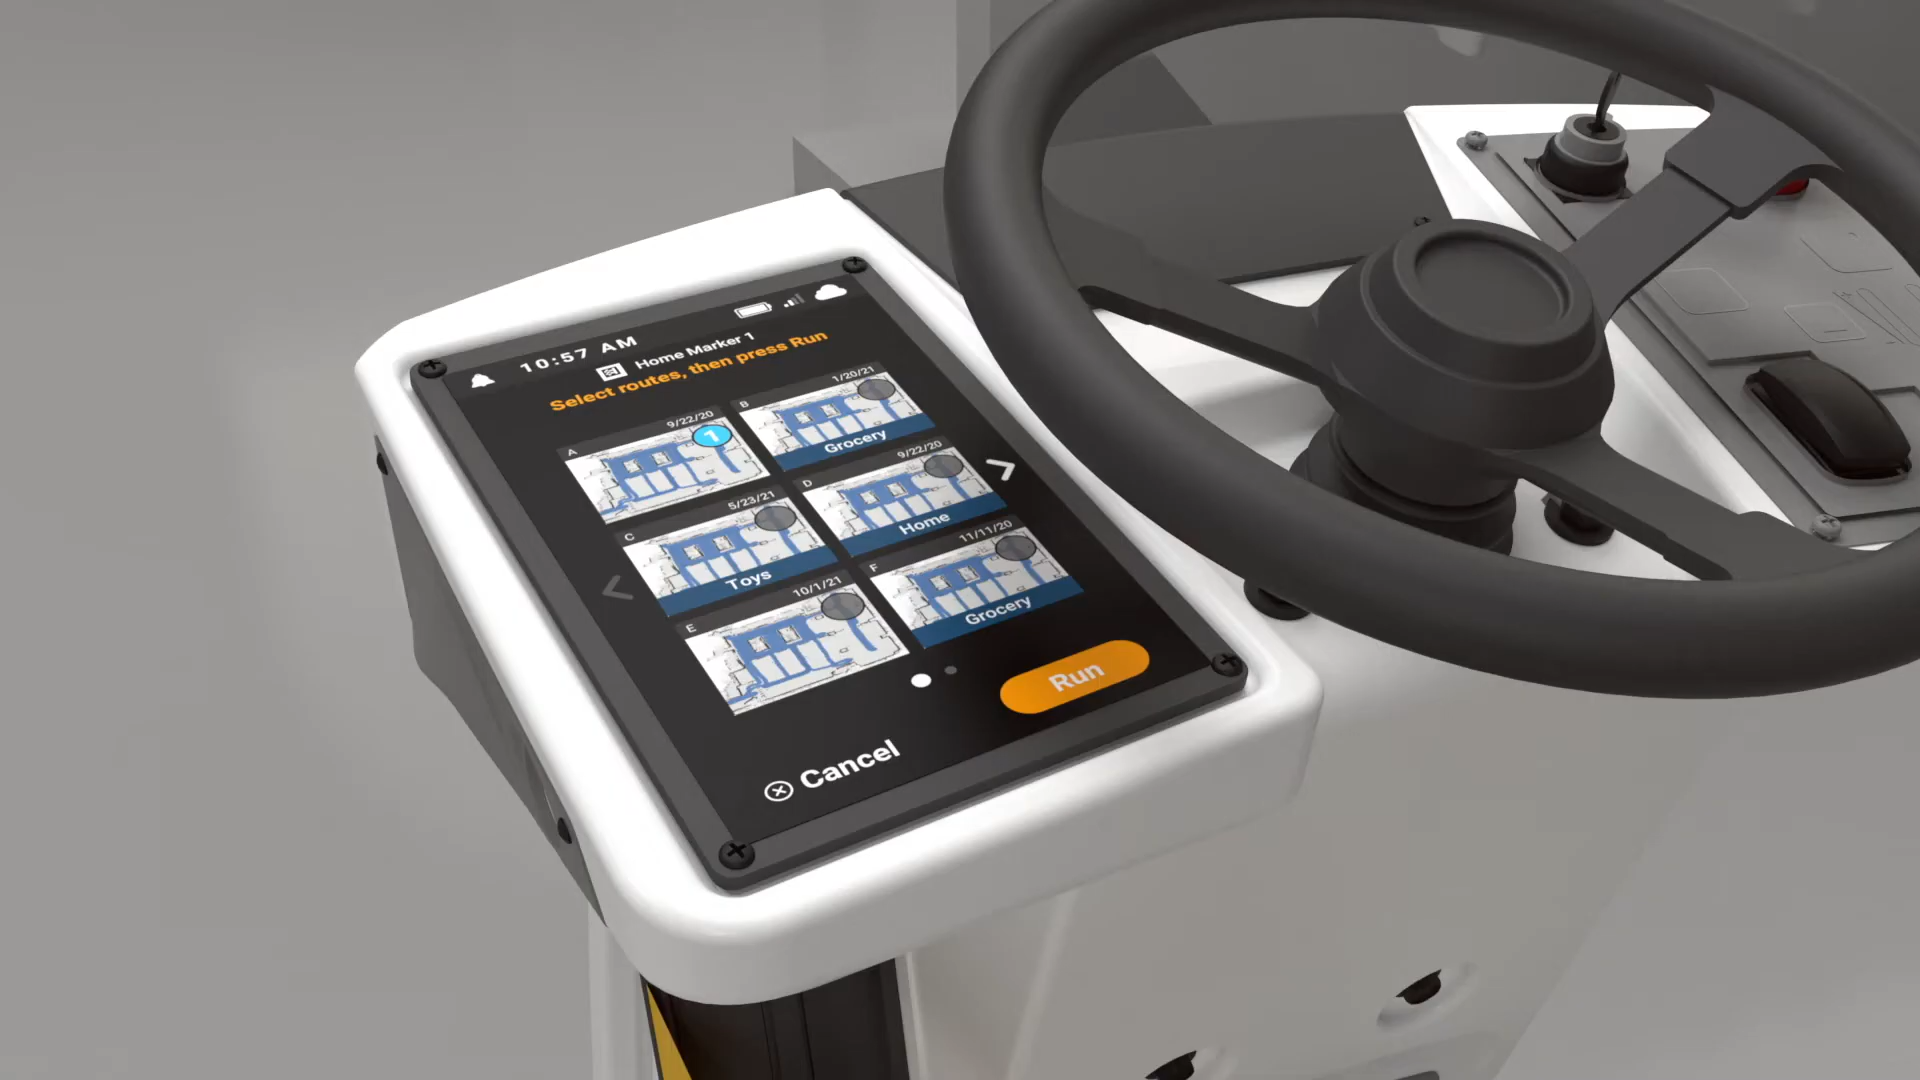 10:57 AM
Home Marker 1
Select routes, then press Run
A 9/22/20
1
B 1/20/21
Grocery
C 5/23/21
Toys
D 9/22/20
Home
E 10/1/21
F 11/11/20
Grocery
Run
Cancel